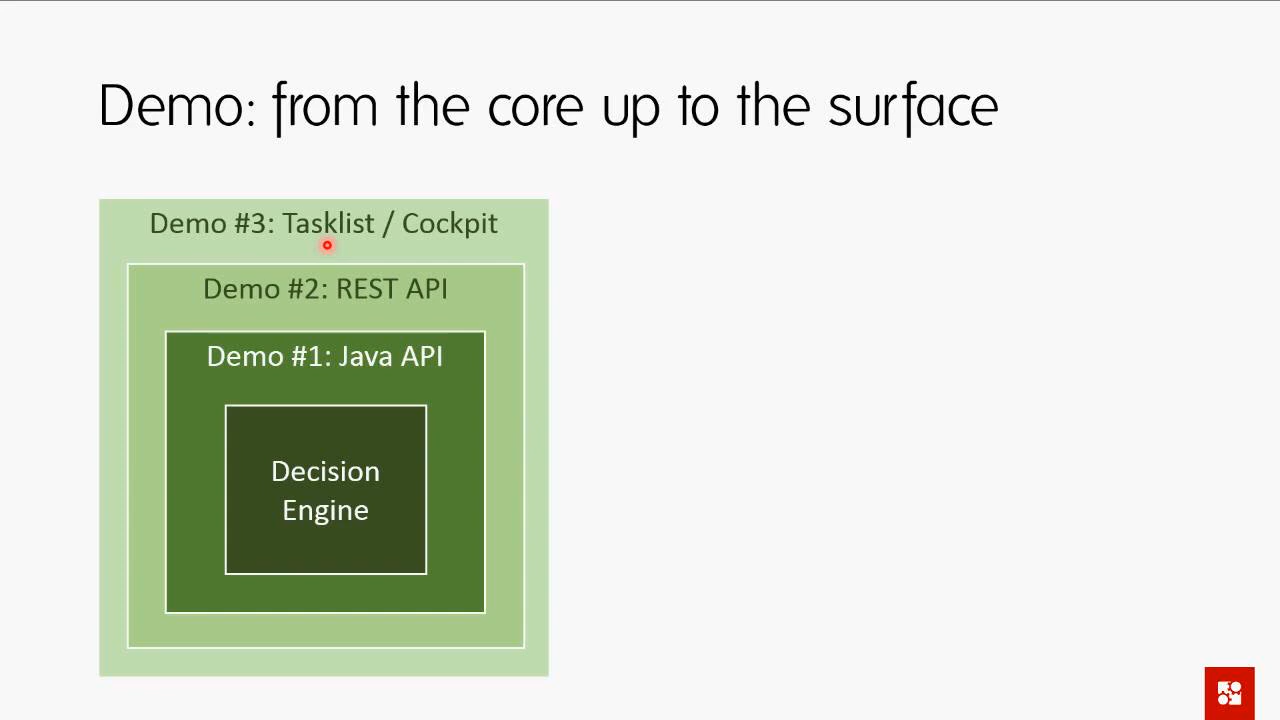 Demo: from the core up to the surface
Demo #3: Tasklist / Cockpit
Demo #2: REST API
Demo #1: Java API
Decision
Engine